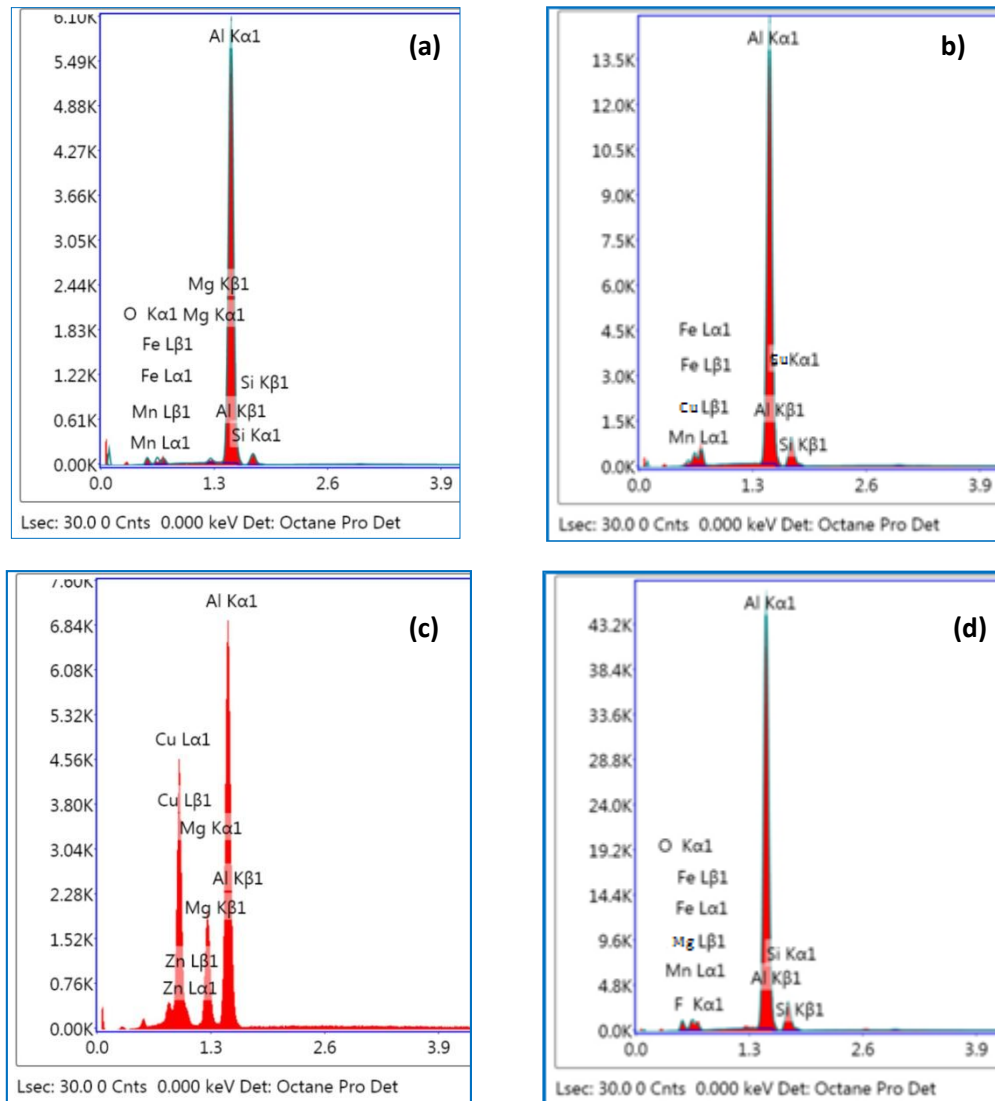 6.10K
(a)
Al Kα1
5.49K
4.88K
4.27K
3.66K
3.05K
2.44K
Mg Kβ1
O Kα1 Mg Kα1
1.83K
Fe Lβ1
1.22K
Fe Lα1
Si Kβ1
0.61K
Mn Lβ1
Al Kβ1
Mn Lα1
Si Kα1
0.00K
0.0 1.3 2.6 3.9
Lsec: 30.0 0 Cnts 0.000 keV Det: Octane Pro Det
b)
Al Kα1
13.5K
12.0K
10.5K
9.0K
7.5K
6.0K
4.5K
Fe Lα1
Fe Lβ1
SuKα1
3.0K
Cu Lβ1
Al Kβ1
1.5K
Mn Lα1
Si Kβ1
0.0K
0.0 1.3 2.6 3.9
Lsec: 30.0 0 Cnts 0.000 keV Det: Octane Pro Det
7.60K
Al Kα1
(c)
6.84K
6.08K
5.32K
Cu Lα1
4.56K
Cu Lβ1
3.80K
Mg Kα1
3.04K
Al Kβ1
2.28K
Mg Kβ1
1.52K
Zn Lβ1
0.76K
Zn Lα1
0.00K
0.0 1.3 2.6 3.9
Lsec: 30.0 0 Cnts 0.000 keV Det: Octane Pro Det
Al Kα1
(d)
43.2K
38.4K
33.6K
28.8K
24.0K
19.2K
O Kα1
Fe Lβ1
14.4K
Fe Lα1
9.6K
Mg Lβ1
Si Kα1
Mn Lα1
Al Kβ1
4.8K
F Kα1
Si Kβ1
0.0K
0.0 1.3 2.6 3.9
Lsec: 30.0 0 Cnts 0.000 keV Det: Octane Pro Det